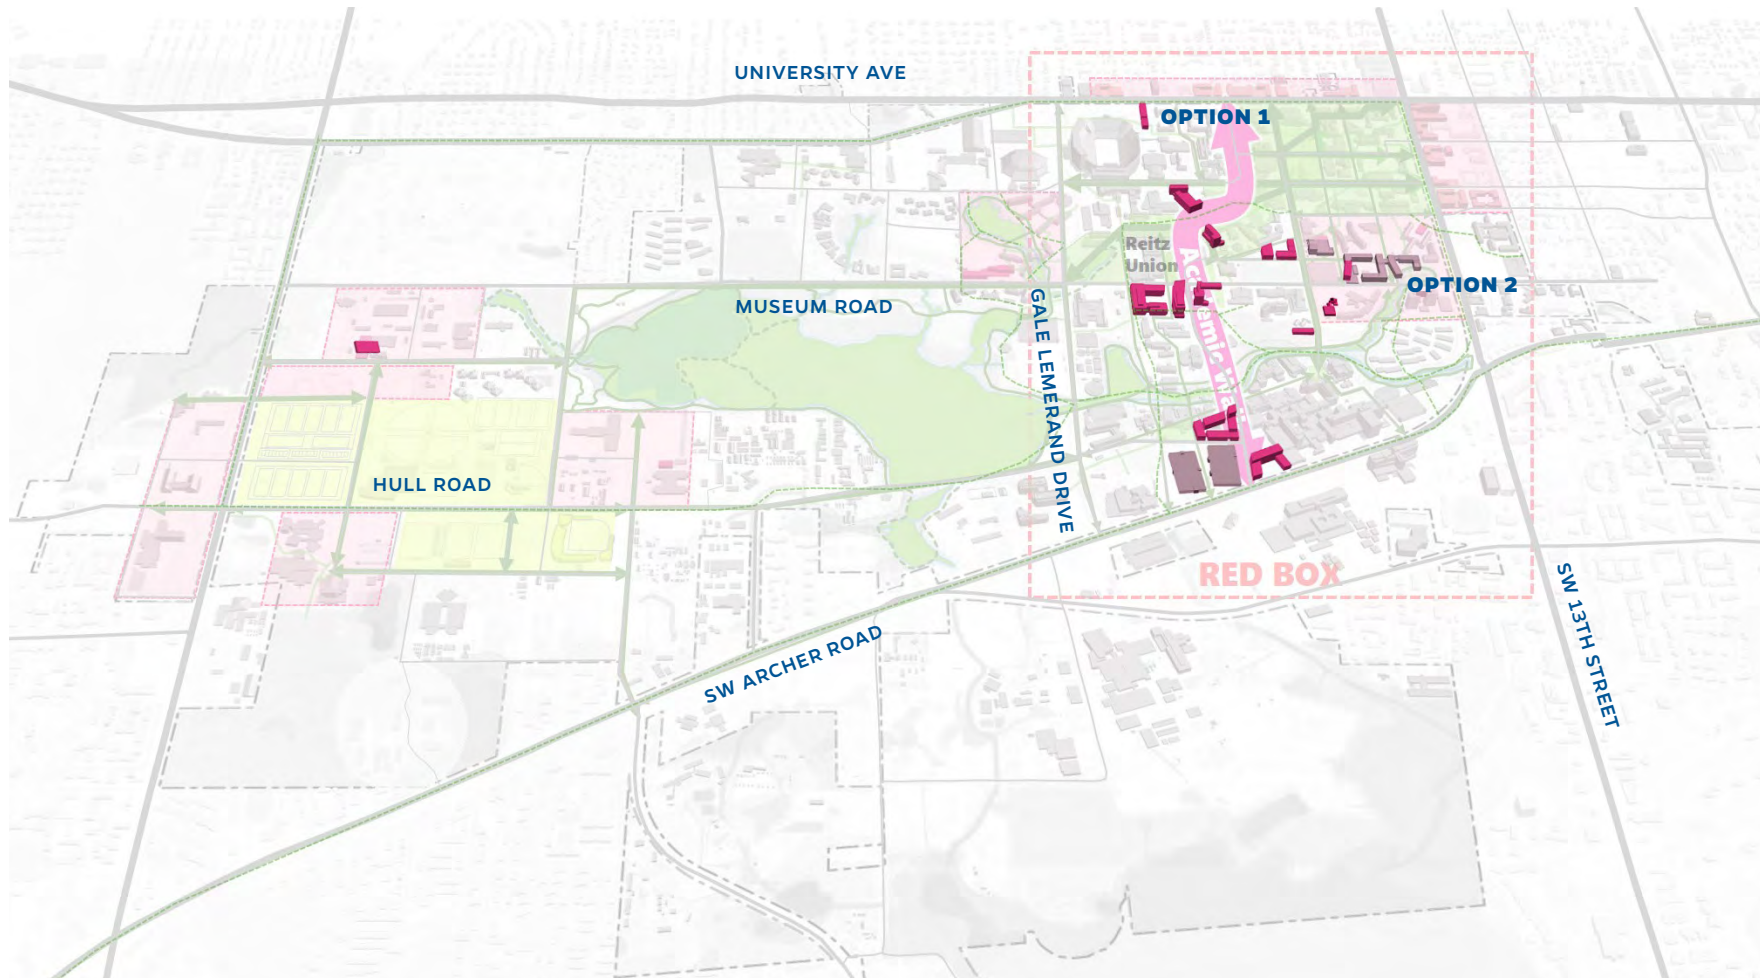 UNIVERSITY AVE
OPTION 1
Reitz
Union
OPTION 2
MUSEUM ROAD
GALE LEMERAND DRIVE
HULL ROAD
RED BOX
SW 13TH STREET
SW ARCHER ROAD